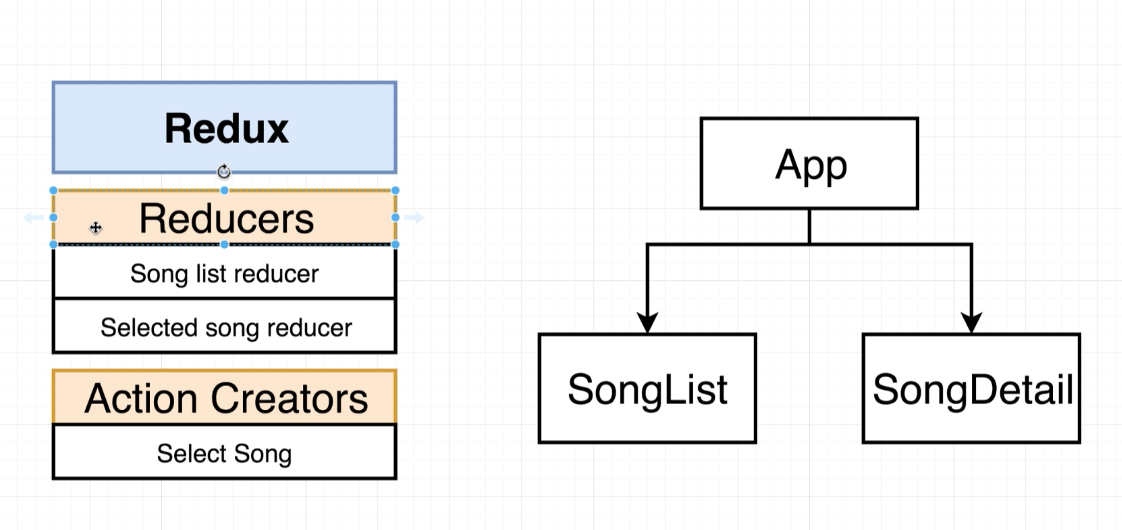 Redux
Reducers
Song list reducer
Selected song reducer
Action Creators
Select Song
App
SongList
SongDetail